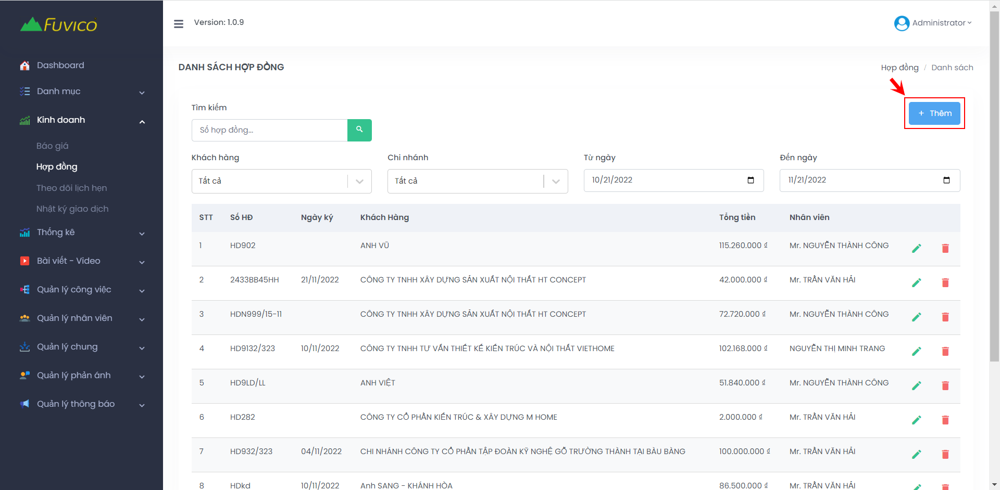 FUVICO
Version: 1.0.9
Administrator
Dashboard
Danh mục
Kinh doanh
Báo giá
Hợp đồng
Theo dõi lịch hẹn
Nhật ký giao dịch
Thống kê
Bài viết - Video
Quản lý công việc
Quản lý nhân viên
Quản lý chung
Quản lý phản ánh
Quản lý thông báo
DANH SÁCH HỢP ĐỒNG
Hợp đồng / Danh sách
Tìm kiếm
+ Thêm
Số hợp đồng...
Khách hàng Chi nhánh Từ ngày Đến ngày
Tất cả Tất cả 10/21/2022 11/21/2022
STT Số HĐ Ngày ký Khách Hàng Tổng tiền Nhân viên
1 HD902 ANH VŨ 115.260.000 ₫ Mr. NGUYỄN THÀNH CÔNG
2 2433BB45HH 21/11/2022 CÔNG TY TNHH XÂY DỰNG SẢN XUẤT NỘI THẤT HT CONCEPT 42.000.000 ₫ Mr. TRẦN VĂN HẢI
3 HDN999/15-11 CÔNG TY TNHH XÂY DỰNG SẢN XUẤT NỘI THẤT HT CONCEPT 72.720.000 ₫ Mr. NGUYỄN THÀNH CÔNG
4 HD9132/323 10/11/2022 CÔNG TY TNHH TƯ VẤN THIẾT KẾ KIẾN TRÚC VÀ NỘI THẤT VIETHOME 102.168.000 ₫ NGUYỄN THỊ MINH TRANG
5 HD9LD/LL ANH VIỆT 51.840.000 ₫ Mr. NGUYỄN THÀNH CÔNG
6 HD282 CÔNG TY CỔ PHẦN KIẾN TRÚC & XÂY DỰNG M HOME 2.000.000 ₫ Mr. TRẦN VĂN HẢI
7 HD932/323 04/11/2022 CHI NHÁNH CÔNG TY CỔ PHẦN TẬP ĐOÀN KỸ NGHỆ GỖ TRƯỜNG THÀNH TẠI BÀU BÀNG 100.000.000 ₫ Mr. TRẦN VĂN HẢI
8 HDkd 10/11/2022 Anh SANG - KHÁNH HÒA 86.500.000 ₫ Mr. TRẦN VĂN HẢI